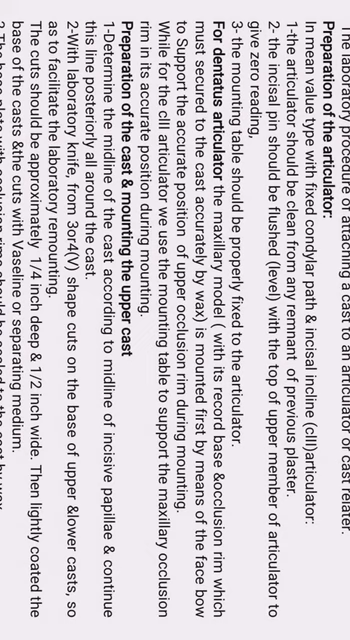 The laboratory procedure of attaching a cast to an articulator or cast relater.
Preparation of the articulator:
In mean value type with fixed condylar path & incisal incline (clII)articulator:
1-the articulator should be clean from any remnant of previous plaster.
2- the incisal pin should be flushed (level) with the top of upper member of articulator to
give zero reading,
3- the mounting table should be properly fixed to the articulator.
For dentatus articulator the maxillary model ( with its record base &occlusion rim which
must secured to the cast accurately by wax) is mounted first by means of the face bow
to Support the accurate position of upper occlusion rim during mounting.
While for the clII articulator we use the mounting table to support the maxillary occlusion
rim in its accurate position during mounting.
Preparation of the cast & mounting the upper cast
1-Determine the midline of the cast according to midline of incisive papillae & continue
this line posteriorly all around the cast.
2-With laboratory knife, from 3or4(V) shape cuts on the base of upper &lower casts, so
as to facilitate the laboratory remounting.
The cuts should be approximately 1/4 inch deep & 1/2 inch wide. Then lightly coated the
base of the casts &the cuts with Vaseline or separating medium.